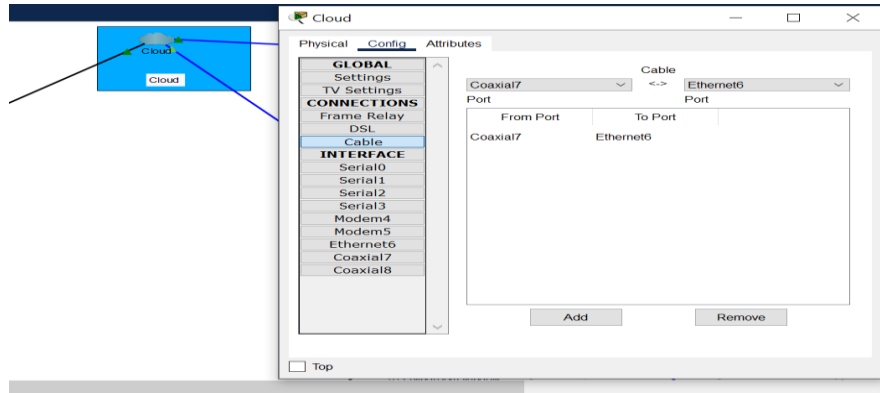 Cloud
Cloud
Cloud
Physical Config Attributes
GLOBAL
Settings
TV Settings
CONNECTIONS
Frame Relay
DSL
Cable
INTERFACE
Serial0
Serial1
Serial2
Serial3
Modem4
Modem5
Ethernet6
Coaxial7
Coaxial8
Cable
Coaxial7 <-> Ethernet6
Port Port
From Port To Port
Coaxial7 Ethernet6
Add Remove
Top